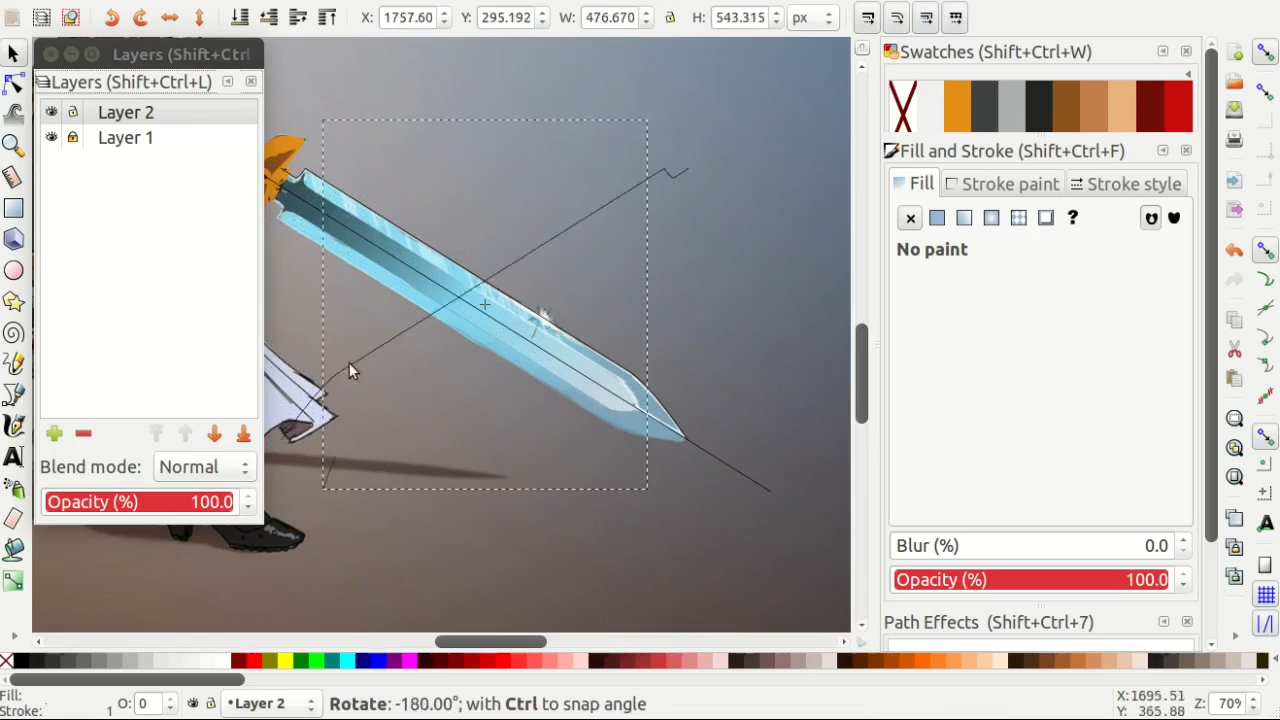 X: 1757.60 Y: 295.192 W: 476.670 H: 543.315 px
Layers (Shift+Ctrl
Layers (Shift+Ctrl+L)
Layer 2
Layer 1
Blend mode: Normal
Opacity (%) 100.0
Swatches (Shift+Ctrl+W)
Fill and Stroke (Shift+Ctrl+F)
Fill Stroke paint Stroke style
?
No paint
Blur (%) 0.0
Opacity (%) 100.0
Path Effects (Shift+Ctrl+7)
Fill:
Stroke: 1
O: 0
•Layer 2
Rotate: -180.00°; with Ctrl to snap angle
X:1695.51
Y: 365.88
Z: 70%